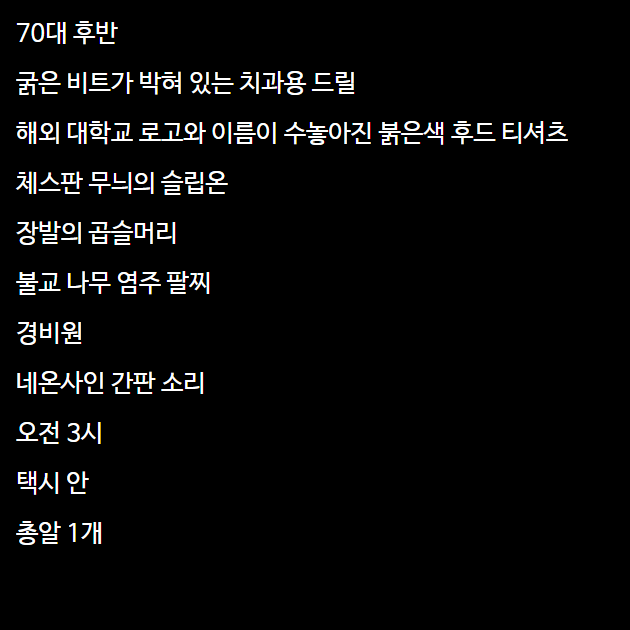 70대 후반
굵은 비트가 박혀 있는 치과용 드릴
해외 대학교 로고와 이름이 수놓아진 붉은색 후드 티셔츠
체스판 무늬의 슬립온
장발의 곱슬머리
불교 나무 염주 팔찌
경비원
네온사인 간판 소리
오전 3시
택시 안
총알 1개